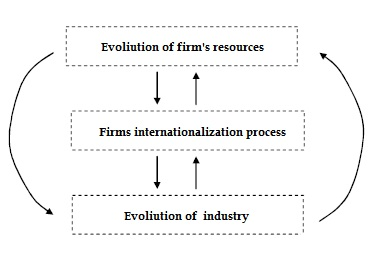 Evoliution of firm's resources
Firms internationalization process
Evoliution of industry